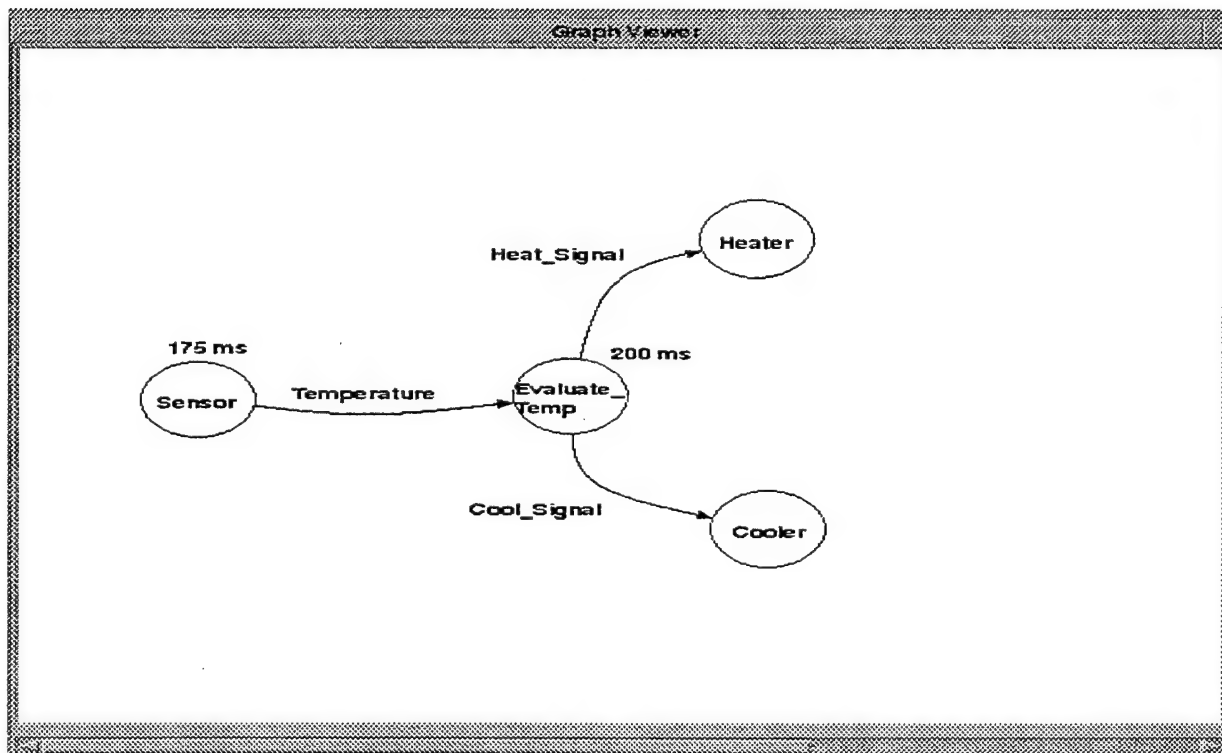 Graph Viewer
Heater
Heat_Signal
175 ms
200 ms
Sensor
Temperature
Evaluate_
Temp
Cool_Signal
Cooler